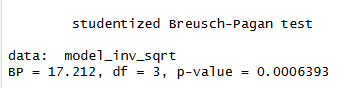 studentized Breusch-Pagan test
data:  model_inv_sqrt
BP = 17.212, df = 3, p-value = 0.0006393